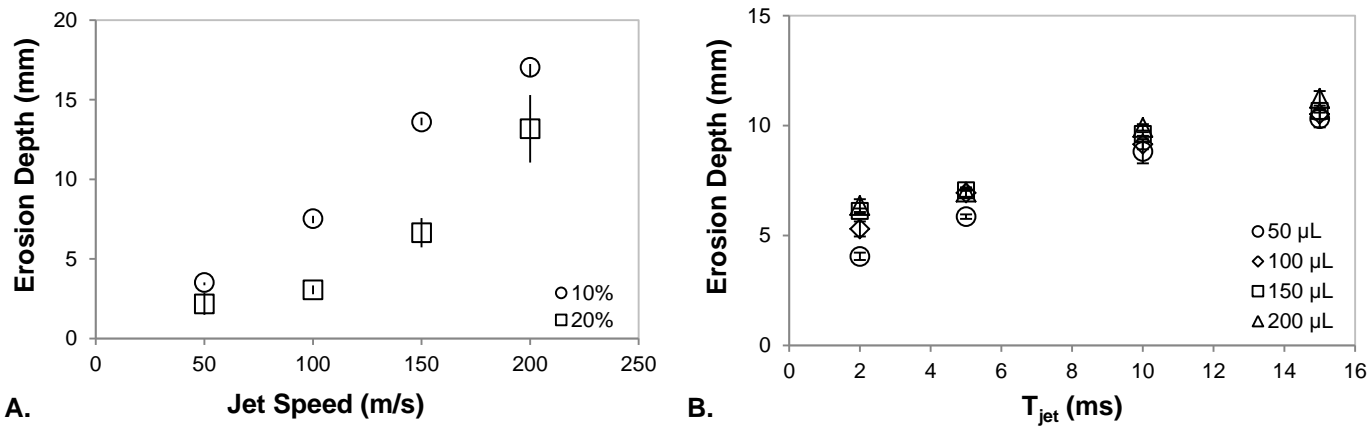 20
15
10
5
0
Erosion Depth (mm)
0 50 100 150 200 250
Jet Speed (m/s)
10%
20%
A.
15
10
5
0
Erosion Depth (mm)
0 2 4 6 8 10 12 14 16
Tjet (ms)
50 µL
100 µL
150 µL
200 µL
B.